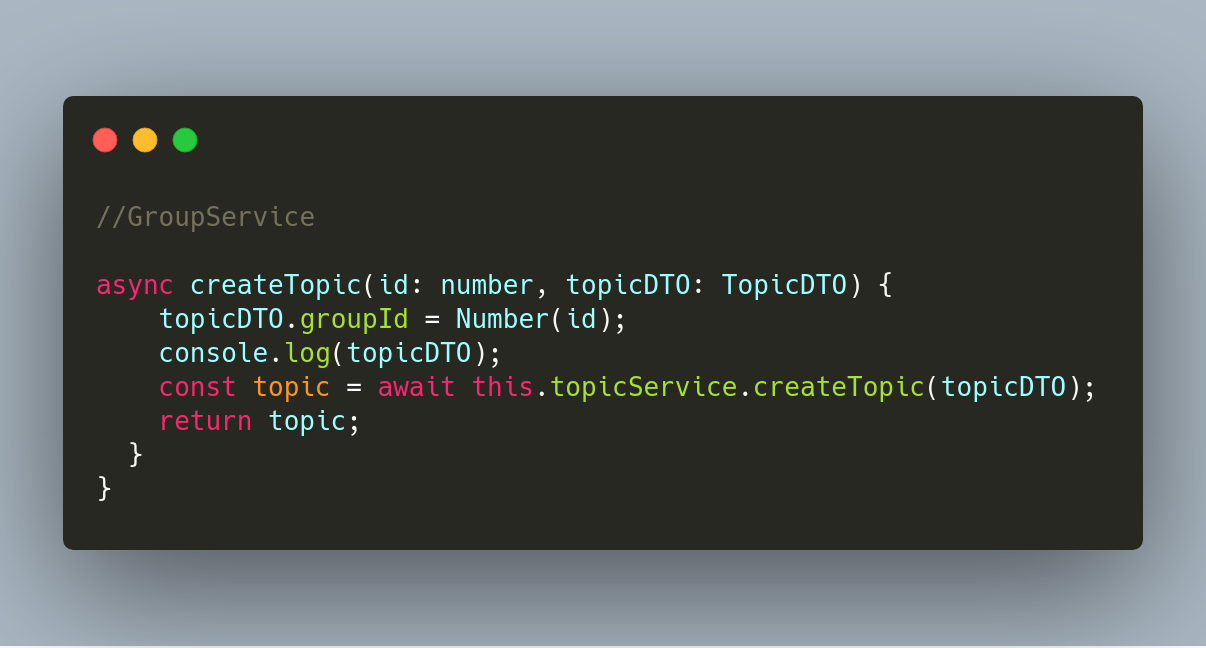 //GroupService
async createTopic(id: number, topicDTO: TopicDTO) {
    topicDTO.groupId = Number(id);
    console.log(topicDTO);
    const topic = await this.topicService.createTopic(topicDTO);
    return topic;
  }
}